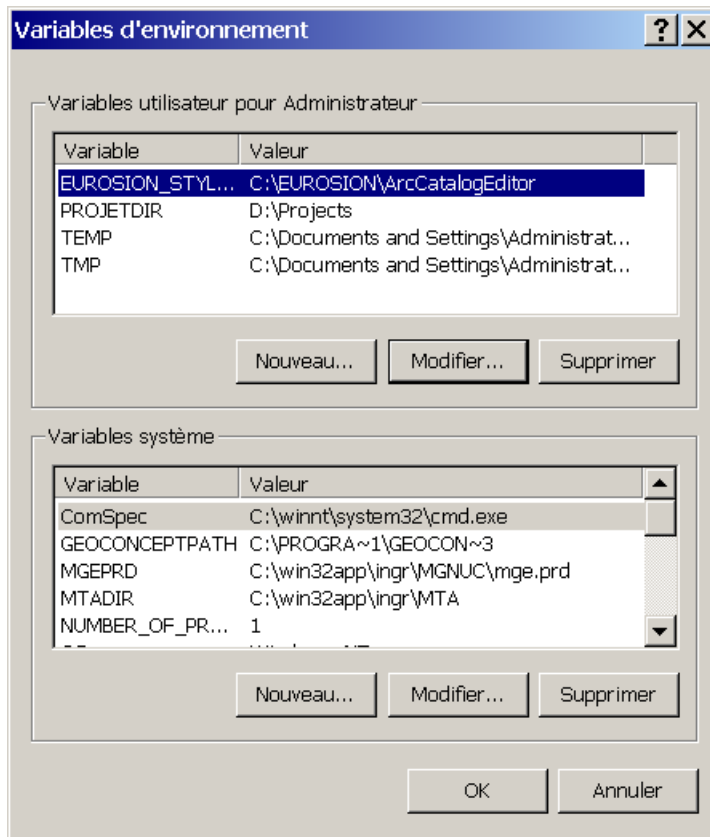 Variables d'environnement
Variables utilisateur pour Administrateur
Variable Valeur
EUROSION_STYL... C:\EUROSION\ArcCatalogEditor
PROJETDIR D:\Projects
TEMP C:\Documents and Settings\Administrat...
TMP C:\Documents and Settings\Administrat...
Nouveau... Modifier... Supprimer
Variables système
Variable Valeur
ComSpec C:\winnt\system32\cmd.exe
GEOCONCEPTPATH C:\PROGRA~1\GEOCON~3
MGEPRD C:\win32app\ingr\MGNUC\mge.prd
MTADIR C:\win32app\ingr\MTA
NUMBER_OF_PR... 1
Nouveau... Modifier... Supprimer
OK Annuler